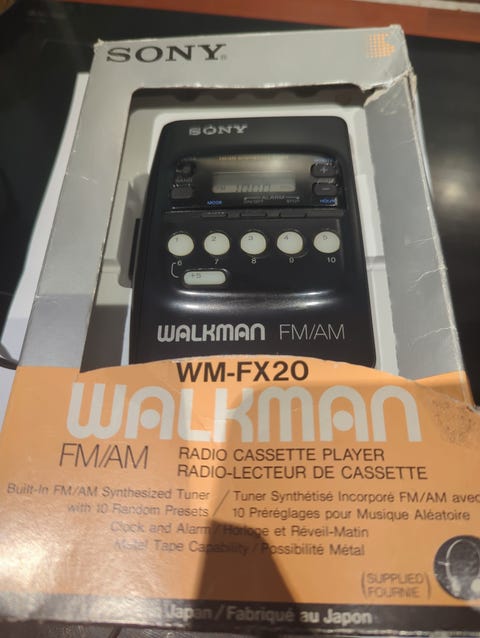 SONY®
SONY
BAND
MODE
ALARM
HOUR
+
−
1 2 3 4 5
6 7 8 9 10
+5
WALKMAN FM/AM
WM-FX20
WALKMAN
FM/AM
RADIO CASSETTE PLAYER
RADIO-LECTEUR DE CASSETTE
Built-In FM/AM Synthesized Tuner / Tuner Synthétisé Incorporé FM/AM avec
with 10 Random Presets / 10 Préréglages pour Musique Aléatoire
Clock and Alarm / Horloge et Réveil-Matin
Metal Tape Capability / Possibilité Métal
(SUPPLIED
FOURNIE)
Japan / Fabriqué au Japon